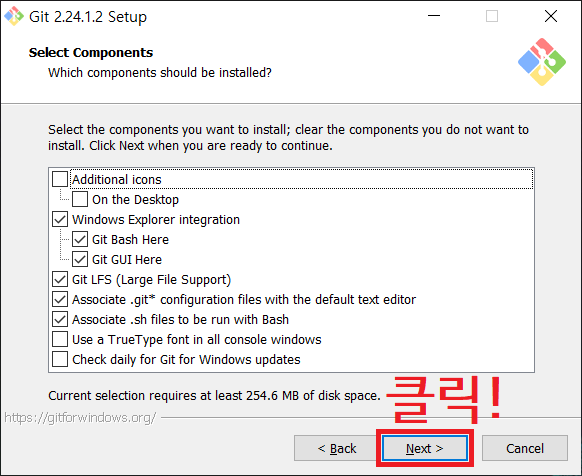 Git 2.24.1.2 Setup
Select Components
Which components should be installed?
Select the components you want to install; clear the components you do not want to
install. Click Next when you are ready to continue.
Additional icons
On the Desktop
Windows Explorer integration
Git Bash Here
Git GUI Here
Git LFS (Large File Support)
Associate .git* configuration files with the default text editor
Associate .sh files to be run with Bash
Use a TrueType font in all console windows
Check daily for Git for Windows updates
Current selection requires at least 254.6 MB of disk space.
클릭!
https://gitforwindows.org/
< Back Next > Cancel